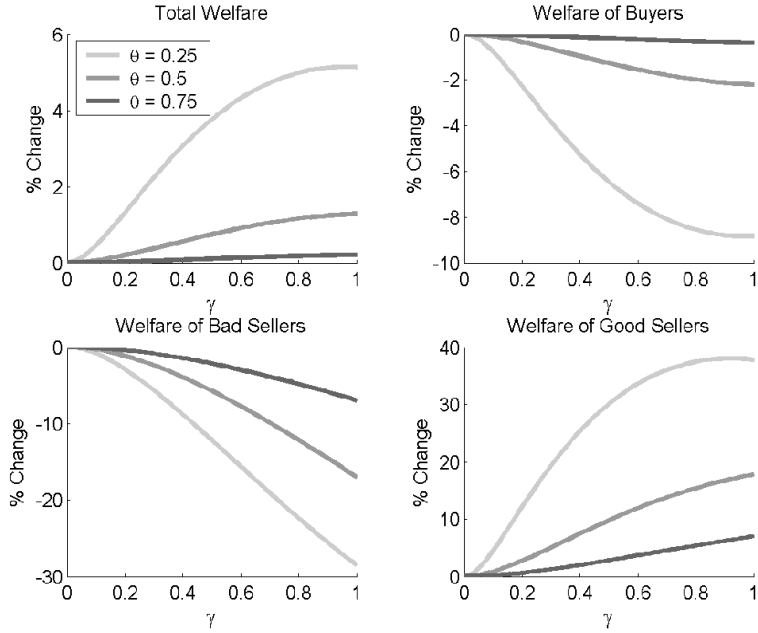 Total Welfare
6
4
2
0
% Change
0
0.2
0.4
0.6
0.8
1
γ
θ = 0.25
θ = 0.5
θ = 0.75
Welfare of Buyers
0
-2
-4
-6
-8
-10
% Change
0
0.2
0.4
0.6
0.8
1
γ
Welfare of Bad Sellers
0
-10
-20
-30
% Change
0
0.2
0.4
0.6
0.8
1
γ
Welfare of Good Sellers
40
30
20
10
0
% Change
0
0.2
0.4
0.6
0.8
1
γ